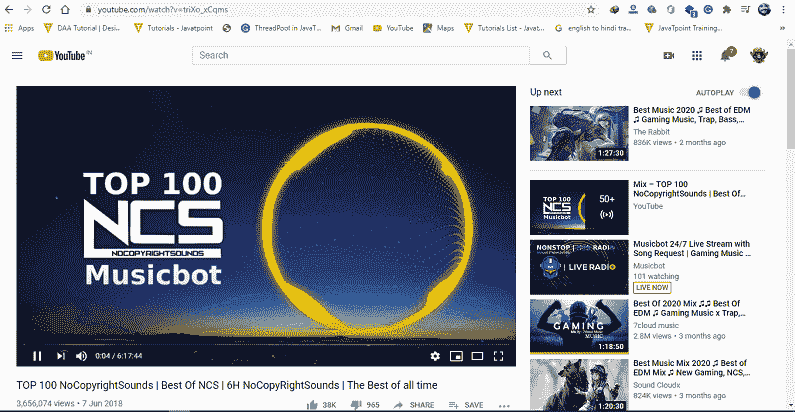 youtube.com/watch?v=triXo_xCqms
Apps DAA Tutorial | Desi... Tutorials - Javatpoint ThreadPool in JavaT... Gmail YouTube Maps Tutorials List - Javat... english to hindi tra... JavaTpoint Training...
YouTube IN
Search
7
TOP 100
NCS
NOCOPYRIGHTSOUNDS
Musicbot
0:04 / 6:17:44
TOP 100 NoCopyrightSounds | Best Of NCS | 6H NoCopyRightSounds | The Best of all time
3,656,074 views • 7 Jun 2018
38K 965 SHARE SAVE
Up next AUTOPLAY
1:27:30
Best Music 2020 ♫ Best of EDM
♫ Gaming Music, Trap, Bass,...
The Rabbit
836K views • 2 months ago
TOP 100
NCS
Musicbot
50+
Mix – TOP 100
NoCopyrightSounds | Best Of...
YouTube
NONSTOP RADIO
LIVE RADIO
Musicbot 24/7 Live Stream with
Song Request | Gaming Music ...
Musicbot
101 watching
LIVE NOW
GAMING
MUSIC
1:18:50
Best Of 2020 Mix ♫♫ Best Of
EDM ♫ Gaming Music x Trap,...
7cloud music
2.8M views • 3 months ago
1:20:30
Best Music Mix 2020 ♫ Best of
EDM Mix ♫ New Gaming, NCS,...
Sound Cloudx
824K views • 3 months ago